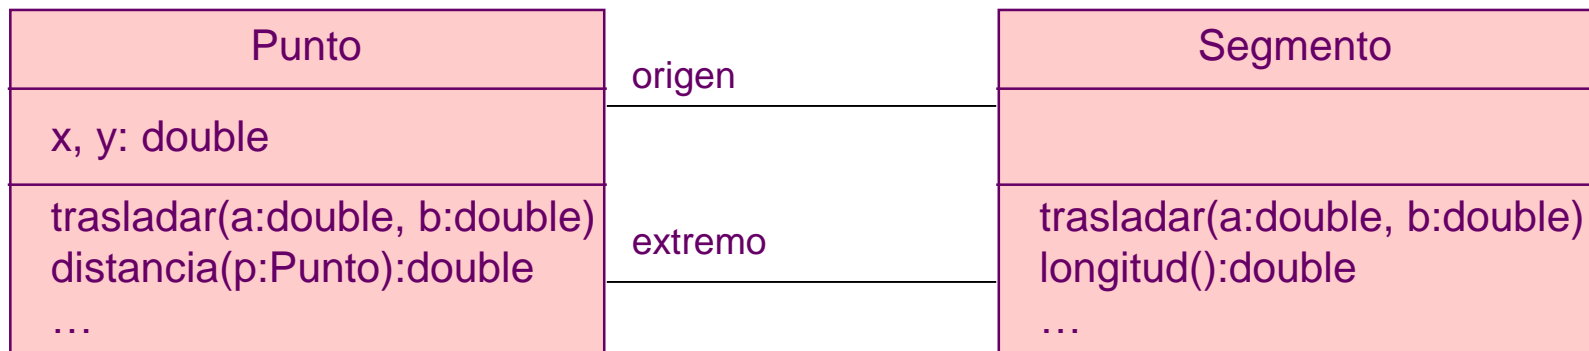 Punto
x, y: double
trasladar(a:double, b:double)
distancia(p:Punto):double
…
origen
extremo
Segmento
trasladar(a:double, b:double)
longitud():double
…